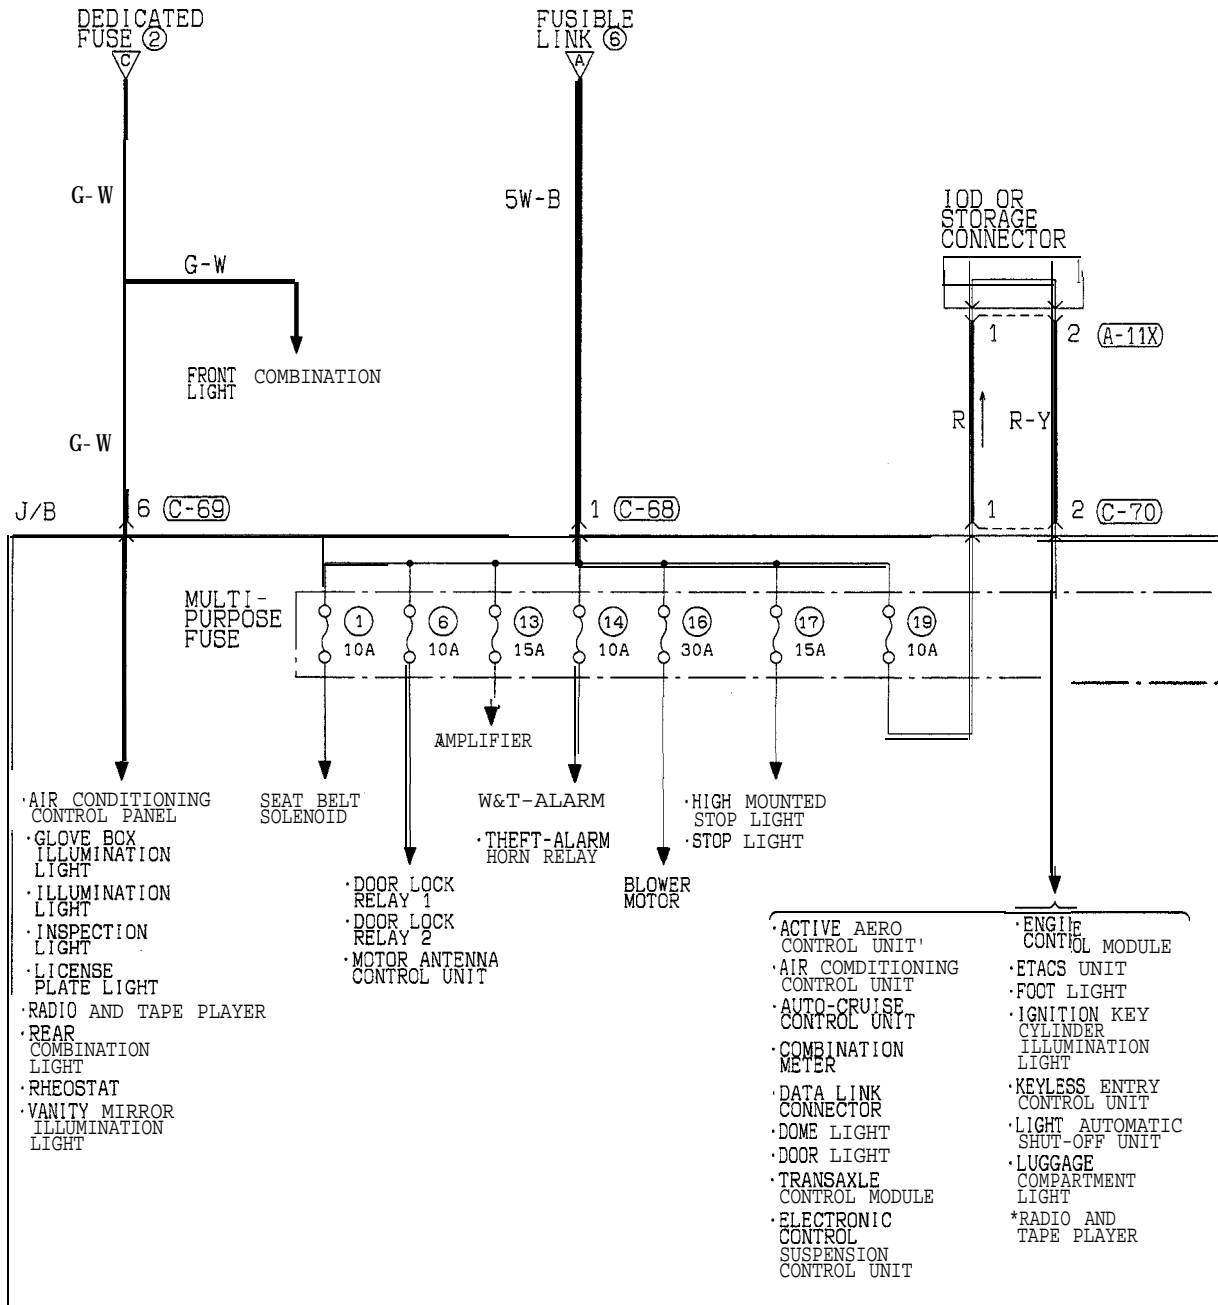 DEDICATED
FUSE ②
C
FUSIBLE
LINK ⑥
A
G-W
5W-B
IOD OR
STORAGE
CONNECTOR
G-W
1 2 (A-11X)
FRONT COMBINATION
LIGHT
R R-Y
G-W
J/B 6 (C-69) 1 (C-68) 1 2 (C-70)
MULTI-
PURPOSE
FUSE
① ⑥ ⑬ ⑭ ⑯ ⑰ ⑲
10A 10A 15A 10A 30A 15A 10A
AMPLIFIER
·AIR CONDITIONING
CONTROL PANEL
·GLOVE BOX
ILLUMINATION
LIGHT
·ILLUMINATION
LIGHT
·INSPECTION
LIGHT
·LICENSE
PLATE LIGHT
·RADIO AND TAPE PLAYER
·REAR
COMBINATION
LIGHT
·RHEOSTAT
·VANITY MIRROR
ILLUMINATION
LIGHT
SEAT BELT
SOLENOID
·DOOR LOCK
RELAY 1
·DOOR LOCK
RELAY 2
·MOTOR ANTENNA
CONTROL UNIT
W&T-ALARM
·THEFT-ALARM
HORN RELAY
BLOWER
MOTOR
·HIGH MOUNTED
STOP LIGHT
·STOP LIGHT
·ACTIVE AERO
CONTROL UNIT'
·AIR COMDITIONING
CONTROL UNIT
·AUTO-CRUISE
CONTROL UNIT
·COMBINATION
METER
·DATA LINK
CONNECTOR
·DOME LIGHT
·DOOR LIGHT
·TRANSAXLE
CONTROL MODULE
·ELECTRONIC
CONTROL
SUSPENSION
CONTROL UNIT
·ENGINE
CONTROL MODULE
·ETACS UNIT
·FOOT LIGHT
·IGNITION KEY
CYLINDER
ILLUMINATION
LIGHT
·KEYLESS ENTRY
CONTROL UNIT
·LIGHT AUTOMATIC
SHUT-OFF UNIT
·LUGGAGE
COMPARTMENT
LIGHT
*RADIO AND
TAPE PLAYER